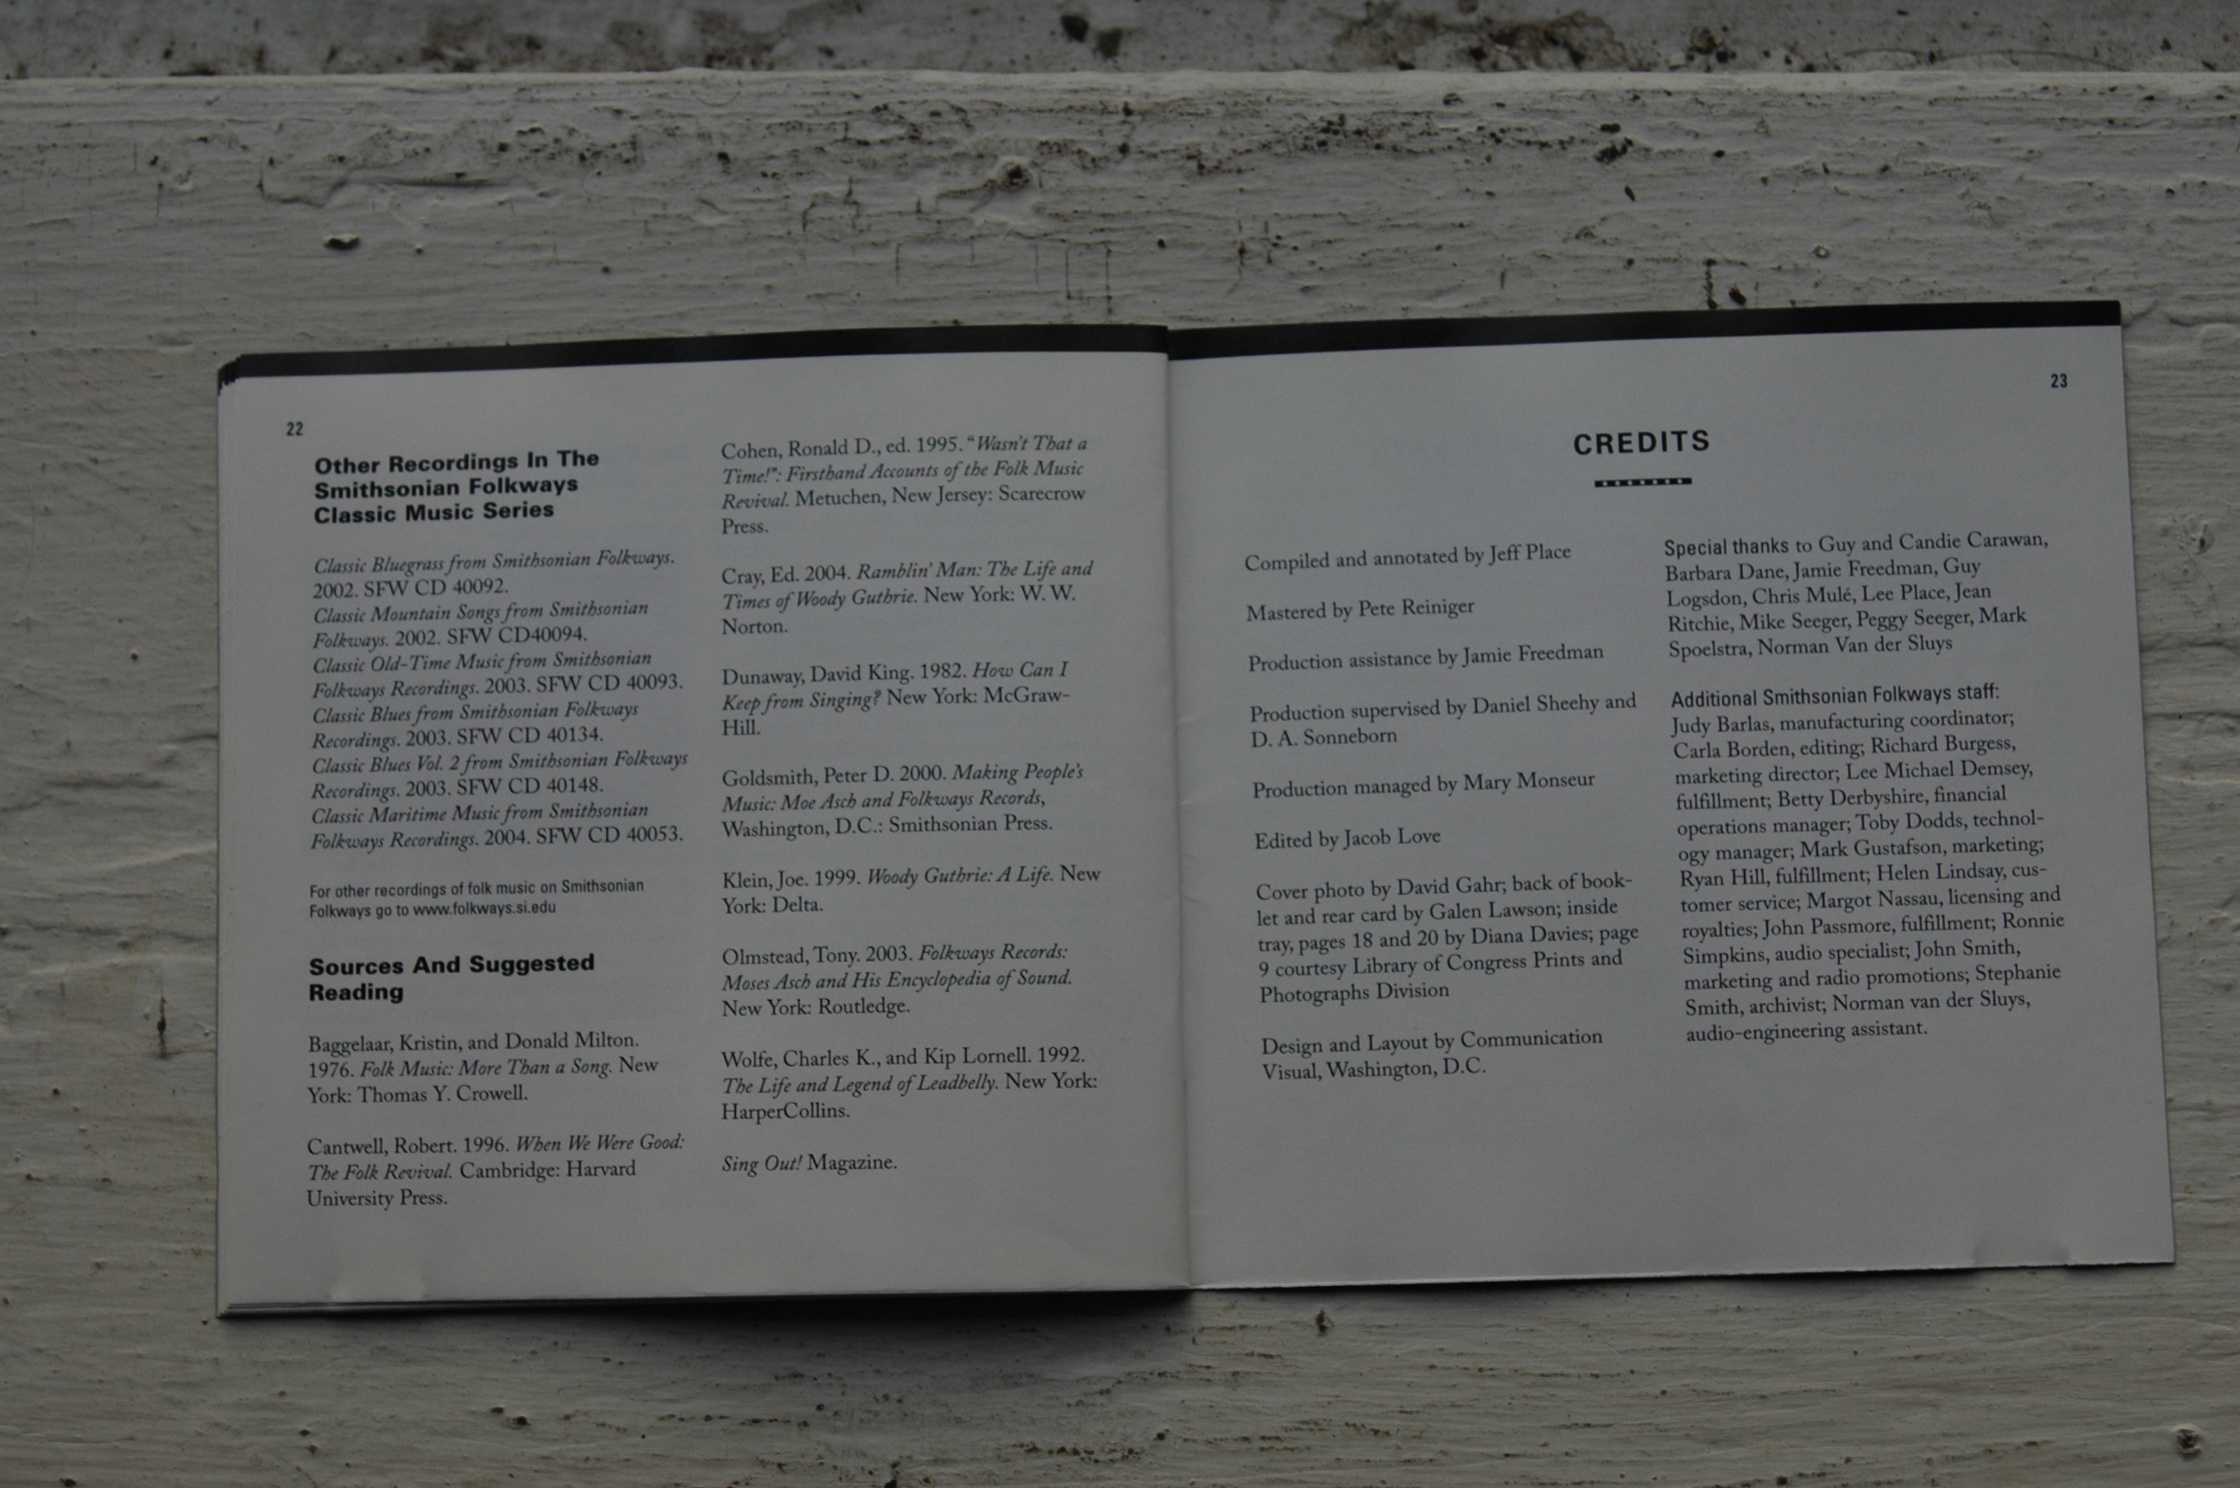 22
Other Recordings In The
Smithsonian Folkways
Classic Music Series
Classic Bluegrass from Smithsonian Folkways.
2002. SFW CD 40092.
Classic Mountain Songs from Smithsonian
Folkways. 2002. SFW CD40094.
Classic Old-Time Music from Smithsonian
Folkways Recordings. 2003. SFW CD 40093.
Classic Blues from Smithsonian Folkways
Recordings. 2003. SFW CD 40134.
Classic Blues Vol. 2 from Smithsonian Folkways
Recordings. 2003. SFW CD 40148.
Classic Maritime Music from Smithsonian
Folkways Recordings. 2004. SFW CD 40053.
For other recordings of folk music on Smithsonian
Folkways go to www.folkways.si.edu
Sources And Suggested
Reading
Baggelaar, Kristin, and Donald Milton.
1976. Folk Music: More Than a Song. New
York: Thomas Y. Crowell.
Cantwell, Robert. 1996. When We Were Good:
The Folk Revival. Cambridge: Harvard
University Press.
Cohen, Ronald D., ed. 1995. “Wasn't That a
Time!”: Firsthand Accounts of the Folk Music
Revival. Metuchen, New Jersey: Scarecrow
Press.
Cray, Ed. 2004. Ramblin' Man: The Life and
Times of Woody Guthrie. New York: W. W.
Norton.
Dunaway, David King. 1982. How Can I
Keep from Singing? New York: McGraw-
Hill.
Goldsmith, Peter D. 2000. Making People's
Music: Moe Asch and Folkways Records,
Washington, D.C.: Smithsonian Press.
Klein, Joe. 1999. Woody Guthrie: A Life. New
York: Delta.
Olmstead, Tony. 2003. Folkways Records:
Moses Asch and His Encyclopedia of Sound.
New York: Routledge.
Wolfe, Charles K., and Kip Lornell. 1992.
The Life and Legend of Leadbelly. New York:
HarperCollins.
Sing Out! Magazine.
23
CREDITS
Compiled and annotated by Jeff Place
Mastered by Pete Reiniger
Production assistance by Jamie Freedman
Production supervised by Daniel Sheehy and
D. A. Sonneborn
Production managed by Mary Monseur
Edited by Jacob Love
Cover photo by David Gahr; back of book-
let and rear card by Galen Lawson; inside
tray, pages 18 and 20 by Diana Davies; page
9 courtesy Library of Congress Prints and
Photographs Division
Design and Layout by Communication
Visual, Washington, D.C.
Special thanks to Guy and Candie Carawan,
Barbara Dane, Jamie Freedman, Guy
Logsdon, Chris Mulé, Lee Place, Jean
Ritchie, Mike Seeger, Peggy Seeger, Mark
Spoelstra, Norman Van der Sluys
Additional Smithsonian Folkways staff:
Judy Barlas, manufacturing coordinator;
Carla Borden, editing; Richard Burgess,
marketing director; Lee Michael Demsey,
fulfillment; Betty Derbyshire, financial
operations manager; Toby Dodds, technol-
ogy manager; Mark Gustafson, marketing;
Ryan Hill, fulfillment; Helen Lindsay, cus-
tomer service; Margot Nassau, licensing and
royalties; John Passmore, fulfillment; Ronnie
Simpkins, audio specialist; John Smith,
marketing and radio promotions; Stephanie
Smith, archivist; Norman van der Sluys,
audio-engineering assistant.